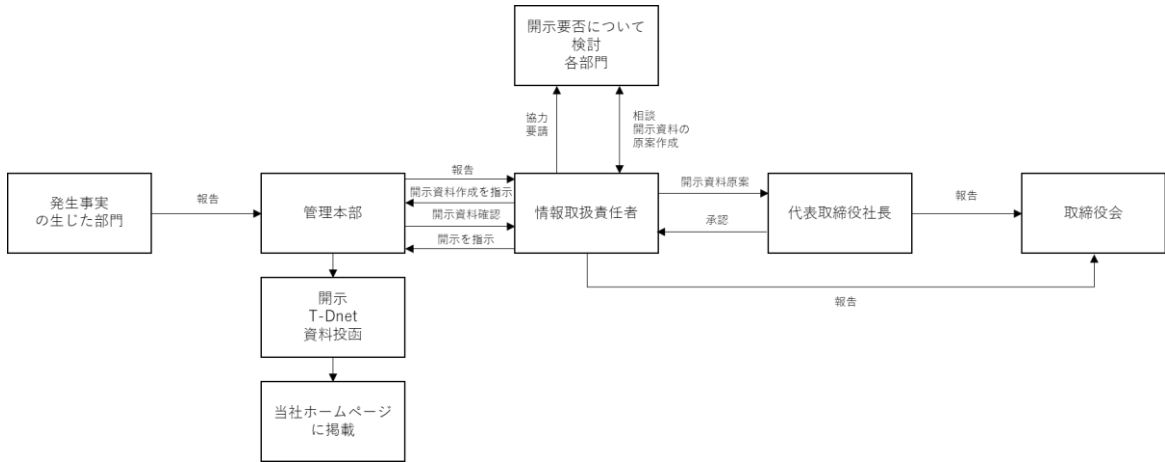 開示要否について
検討
各部門
協力
要請
相談
開示資料の
原案作成
発生事実
の生じた部門
報告
管理本部
報告
開示資料作成を指示
開示資料確認
開示を指示
情報取扱責任者
開示資料原案
承認
代表取締役社長
報告
取締役会
報告
開示
T-Dnet
資料投函
当社ホームページ
に掲載